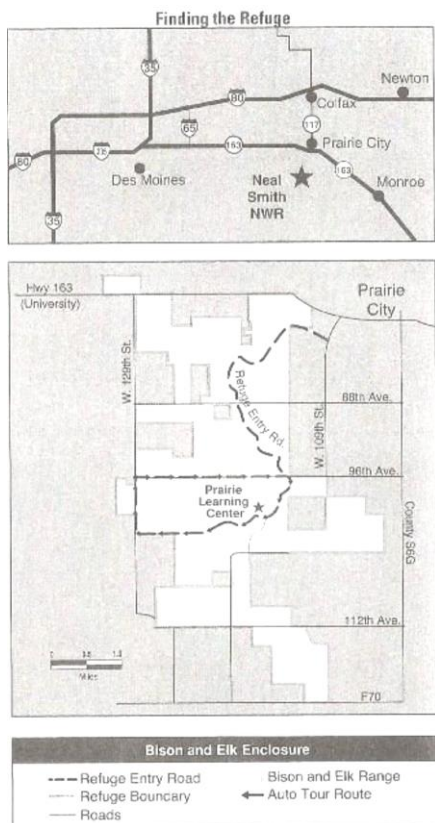 Finding the Refuge
35
80
Newton
Colfax
65
117
163
Prairie City
80
Des Moines
Neal
Smith
NWR
163
Monroe
35
Hwy 163
(University)
Prairie
City
W. 129th St.
Refuge Entry Rd.
W. 109th St.
88th Ave.
96th Ave.
Prairie
Learning
Center
County S6G
112th Ave.
0
Miles
F70
Bison and Elk Enclosure
Refuge Entry Road
Bison and Elk Range
Refuge Boundary
Auto Tour Route
Roads